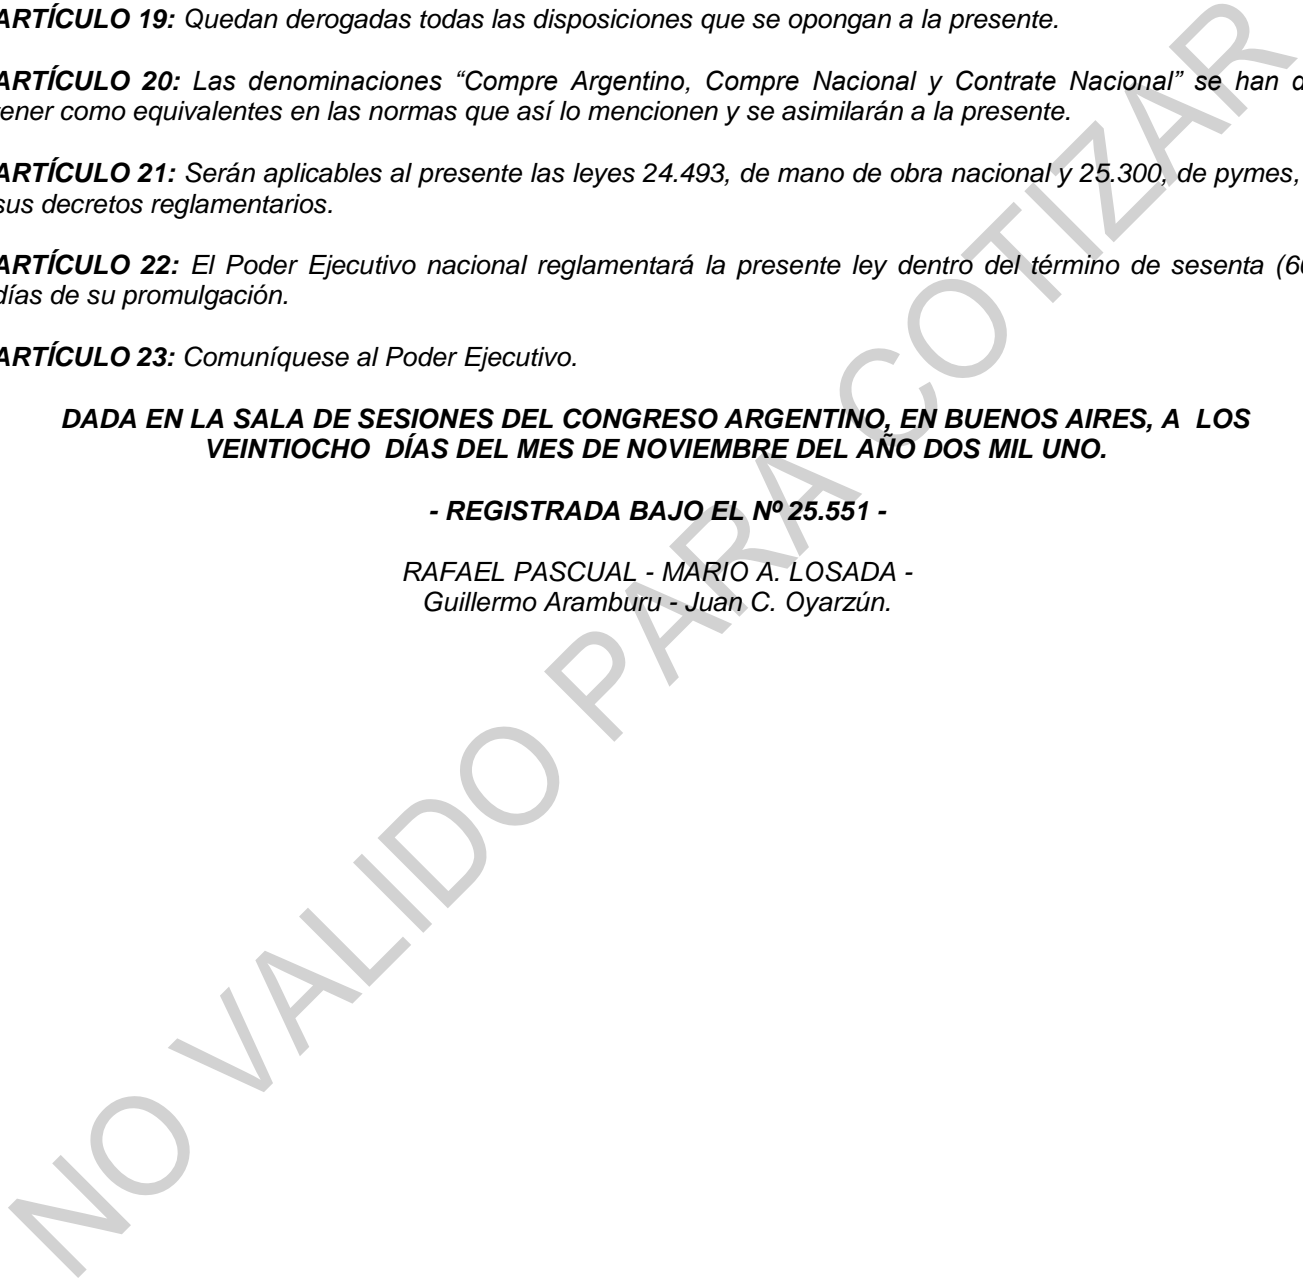 ARTÍCULO 19: Quedan derogadas todas las disposiciones que se opongan a la presente.
ARTÍCULO 20: Las denominaciones “Compre Argentino, Compre Nacional y Contrate Nacional” se han d
ener como equivalentes en las normas que así lo mencionen y se asimilarán a la presente.
ARTÍCULO 21: Serán aplicables al presente las leyes 24.493, de mano de obra nacional y 25.300, de pymes,
sus decretos reglamentarios.
ARTÍCULO 22: El Poder Ejecutivo nacional reglamentará la presente ley dentro del término de sesenta (60
días de su promulgación.
ARTÍCULO 23: Comuníquese al Poder Ejecutivo.
DADA EN LA SALA DE SESIONES DEL CONGRESO ARGENTINO, EN BUENOS AIRES, A LOS
VEINTIOCHO DÍAS DEL MES DE NOVIEMBRE DEL AÑO DOS MIL UNO.
- REGISTRADA BAJO EL Nº 25.551 -
RAFAEL PASCUAL - MARIO A. LOSADA -
Guillermo Aramburu - Juan C. Oyarzún.
NO VALIDO PARA COTIZAR